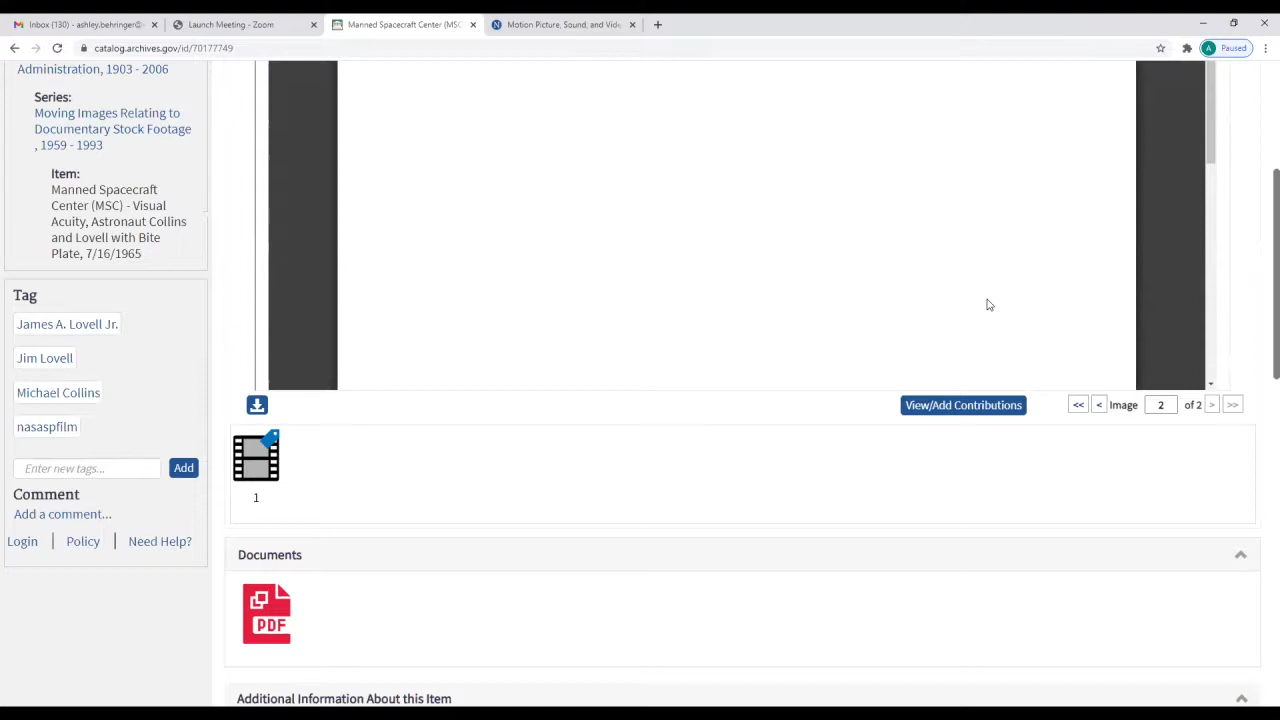 Inbox (130) - ashley.behringer@
Launch Meeting - Zoom
Manned Spacecraft Center (MSC
Motion Picture, Sound, and Vide
catalog.archives.gov/id/70177749
A Paused
Administration, 1903 - 2006
Series:
Moving Images Relating to
Documentary Stock Footage
, 1959 - 1993
Item:
Manned Spacecraft
Center (MSC) - Visual
Acuity, Astronaut Collins
and Lovell with Bite
Plate, 7/16/1965
Tag
James A. Lovell Jr.
Jim Lovell
Michael Collins
nasaspfilm
Enter new tags...
Add
Comment
Add a comment...
Login | Policy | Need Help?
View/Add Contributions
<< < Image 2 of 2 > >>
1
Documents
PDF
Additional Information About this Item